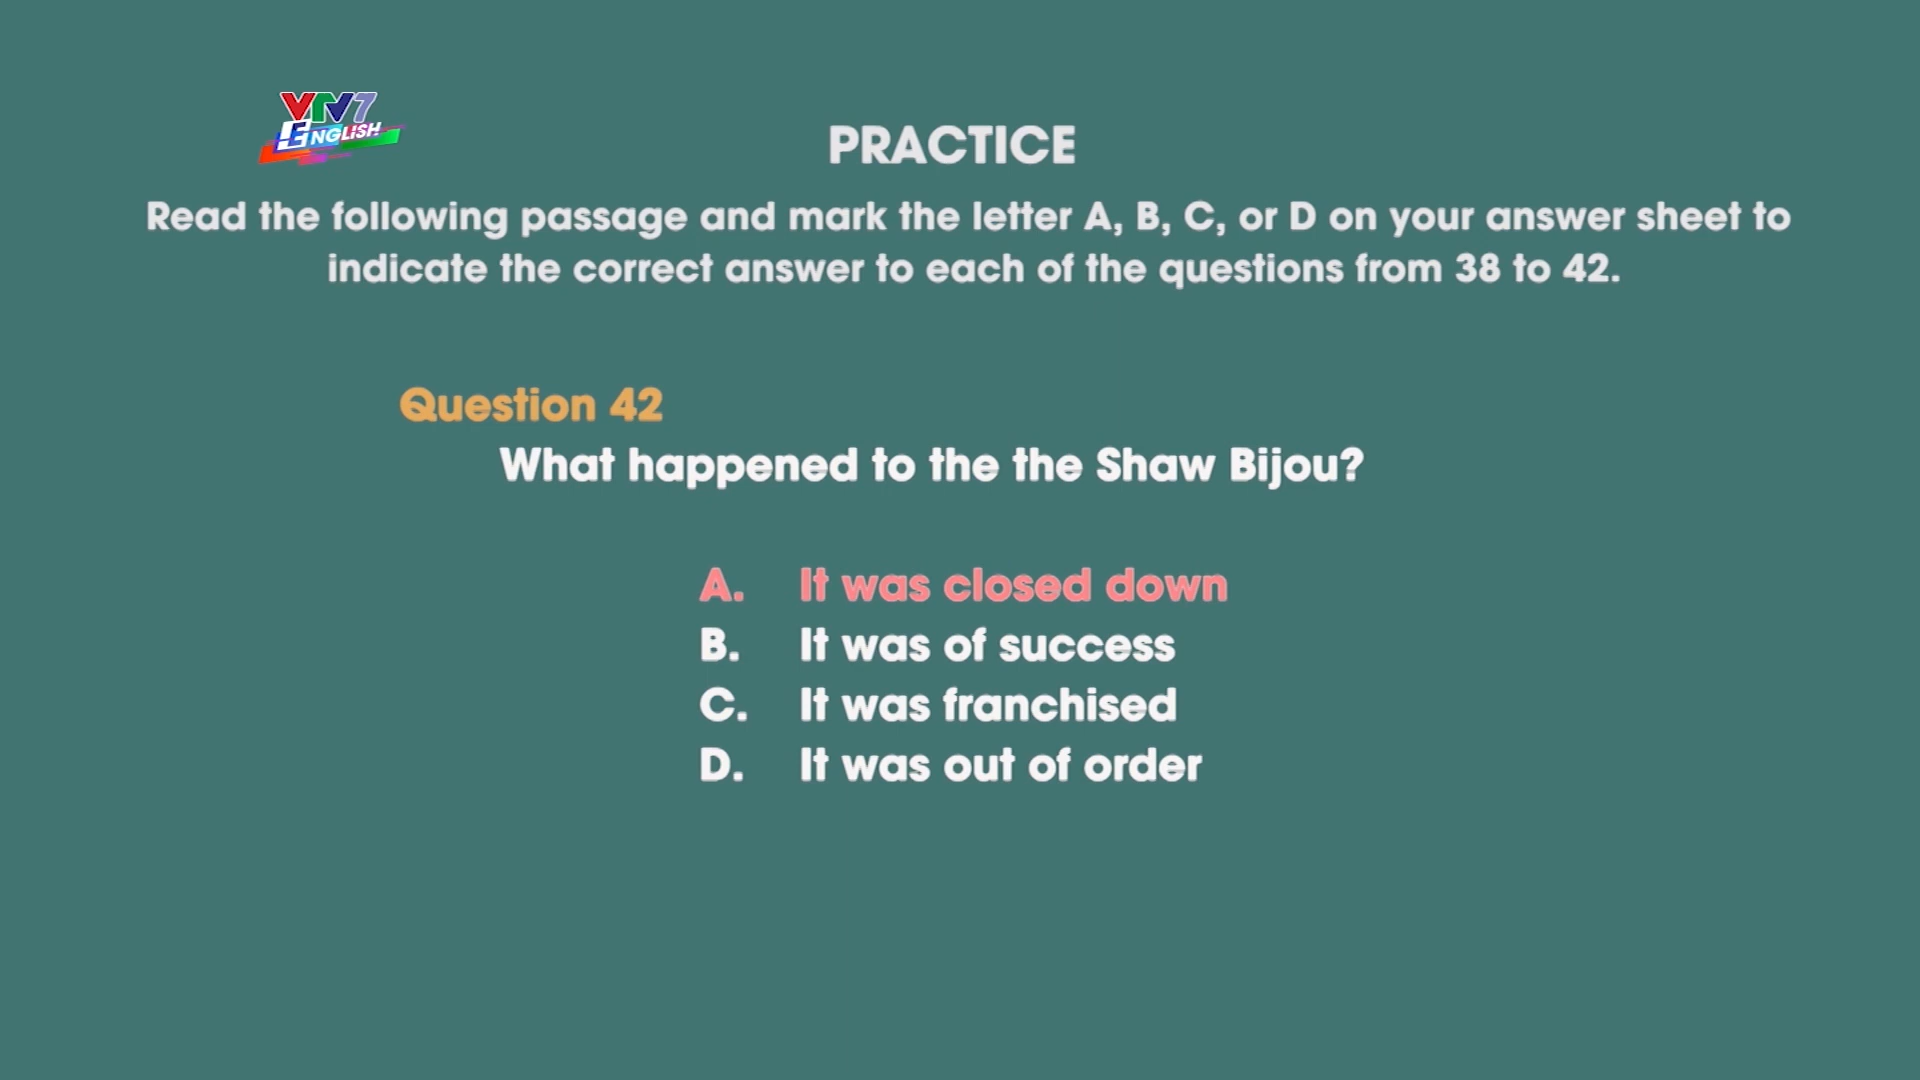 VTV7
ENGLISH
PRACTICE
Read the following passage and mark the letter A, B, C, or D on your answer sheet to
indicate the correct answer to each of the questions from 38 to 42.
Question 42
What happened to the the Shaw Bijou?
A. It was closed down
B. It was of success
C. It was franchised
D. It was out of order